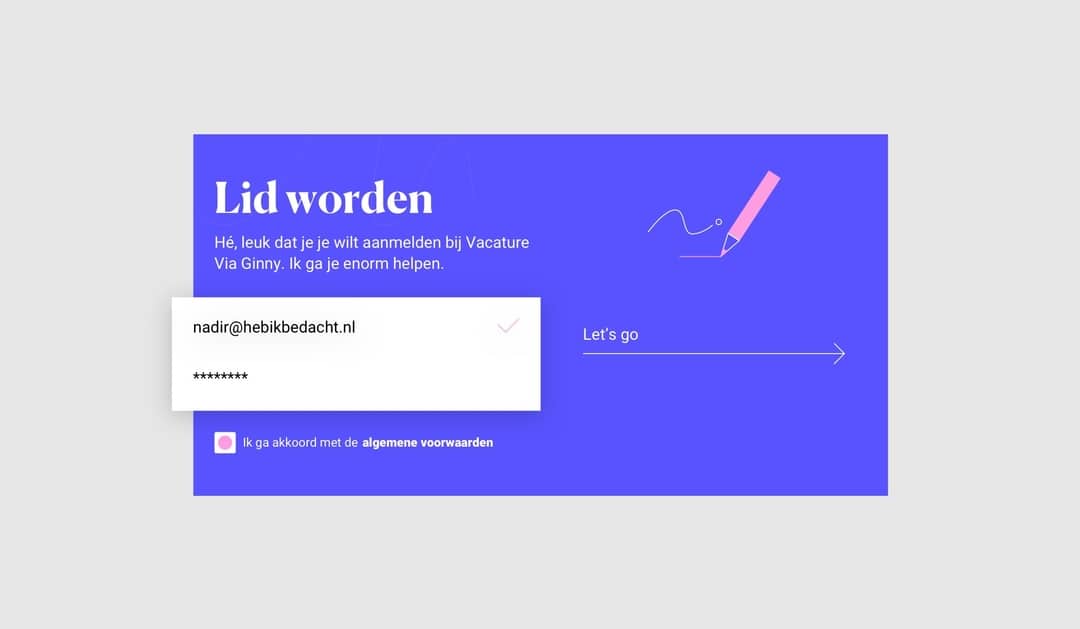 Lid worden
Hé, leuk dat je je wilt aanmelden bij Vacature
Via Ginny. Ik ga je enorm helpen.
nadir@hebikbedacht.nl
********
Let's go
Ik ga akkoord met de algemene voorwaarden